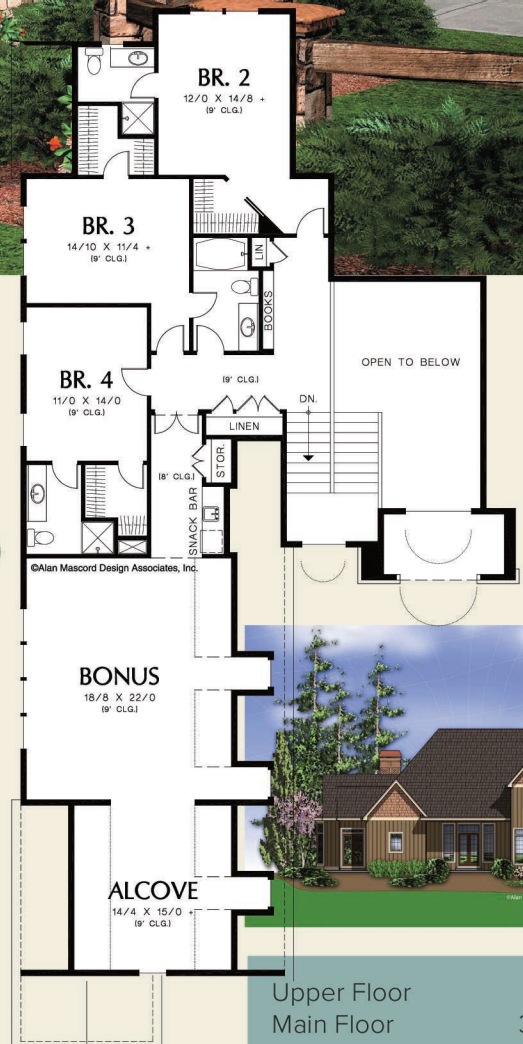 BR. 2
12/0 X 14/8 +
(9' CLG.)
BR. 3
14/10 X 11/4 +
(9' CLG.)
LIN
BOOKS
OPEN TO BELOW
BR. 4
11/0 X 14/0
(9' CLG.)
(9' CLG.)
DN.
LINEN
(8' CLG.)
STOR.
SNACK BAR
©Alan Mascord Design Associates, Inc.
BONUS
18/8 X 22/0
(9' CLG.)
ALCOVE
14/4 X 15/0 +
(9' CLG.)
©Alan
Upper Floor
Main Floor